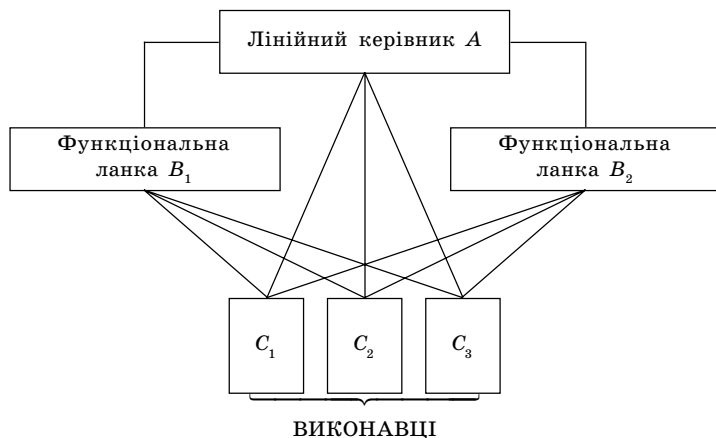 Лінійний керівник A
Функціональна
ланка B₁
Функціональна
ланка B₂
C₁
C₂
C₃
ВИКОНАВЦІ